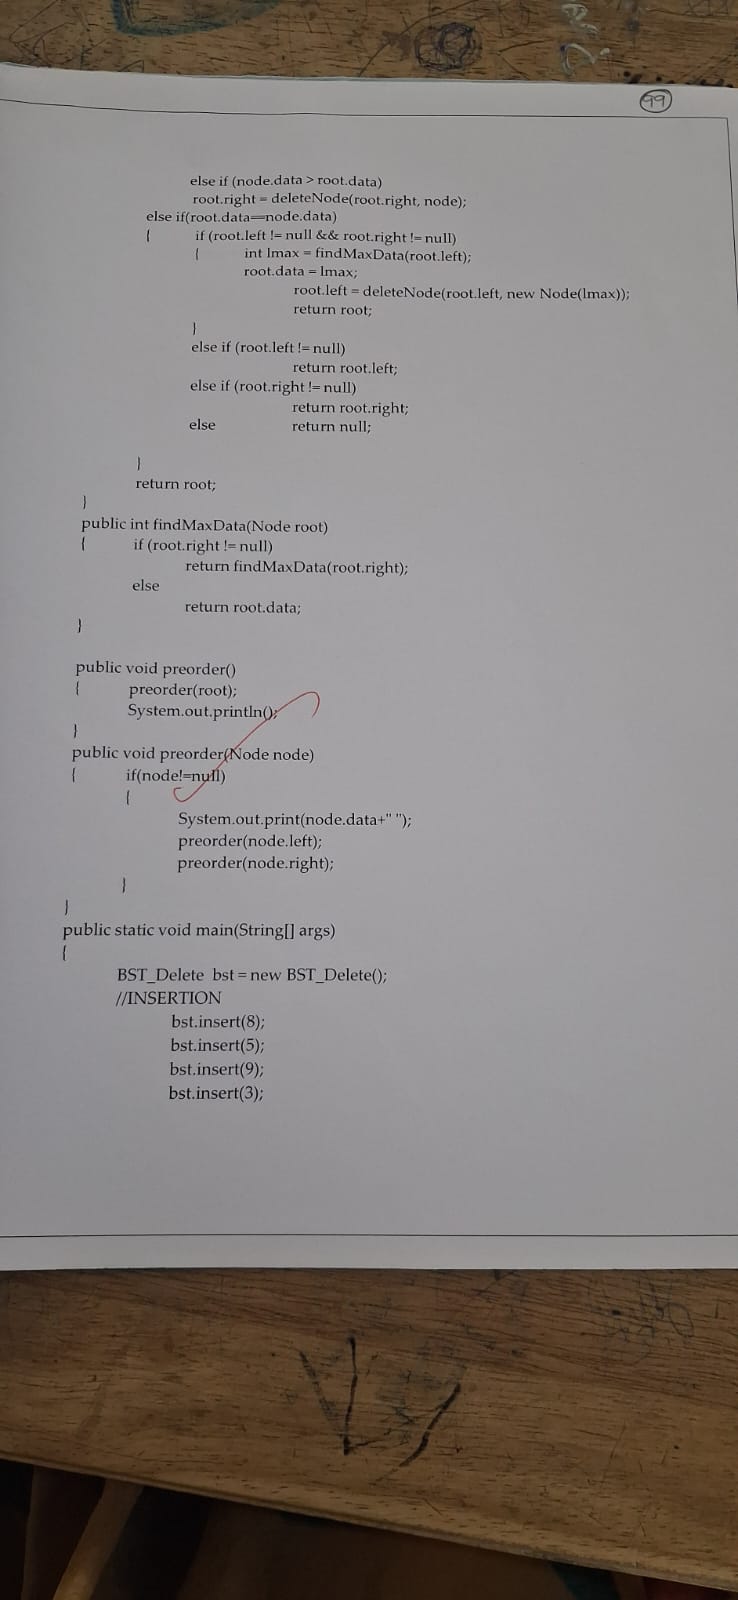 99
else if (node.data > root.data)
root.right = deleteNode(root.right, node);
else if(root.data==node.data)
{ if (root.left != null && root.right != null)
{ int lmax = findMaxData(root.left);
root.data = lmax;
root.left = deleteNode(root.left, new Node(lmax));
return root;
}
else if (root.left != null)
return root.left;
else if (root.right != null)
return root.right;
else return null;
}
return root;
}
public int findMaxData(Node root)
{ if (root.right != null)
return findMaxData(root.right);
else
return root.data;
}
public void preorder()
{ preorder(root);
System.out.println();
}
public void preorder(Node node)
{ if(node!=null)
{
System.out.print(node.data+" ");
preorder(node.left);
preorder(node.right);
}
}
public static void main(String[] args)
{
BST_Delete bst = new BST_Delete();
//INSERTION
bst.insert(8);
bst.insert(5);
bst.insert(9);
bst.insert(3);